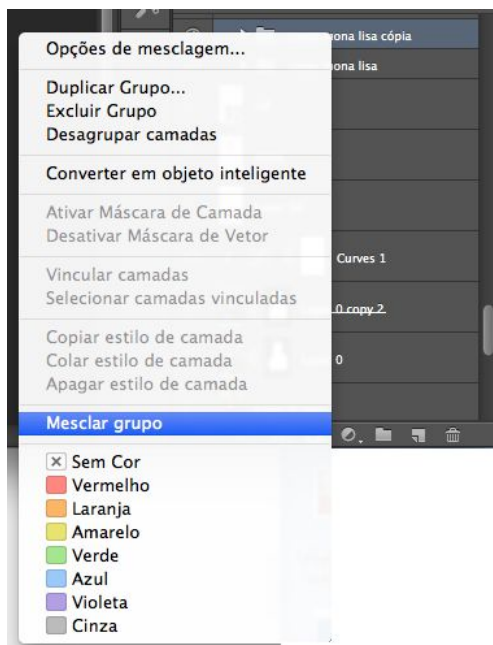 Opções de mesclagem...
Duplicar Grupo...
Excluir Grupo
Desagrupar camadas
Converter em objeto inteligente
Ativar Máscara de Camada
Desativar Máscara de Vetor
Vincular camadas
Selecionar camadas vinculadas
Copiar estilo de camada
Colar estilo de camada
Apagar estilo de camada
Mesclar grupo
Sem Cor
Vermelho
Laranja
Amarelo
Verde
Azul
Violeta
Cinza
lisa cópia
lisa
Curves 1
0 copy 2
0